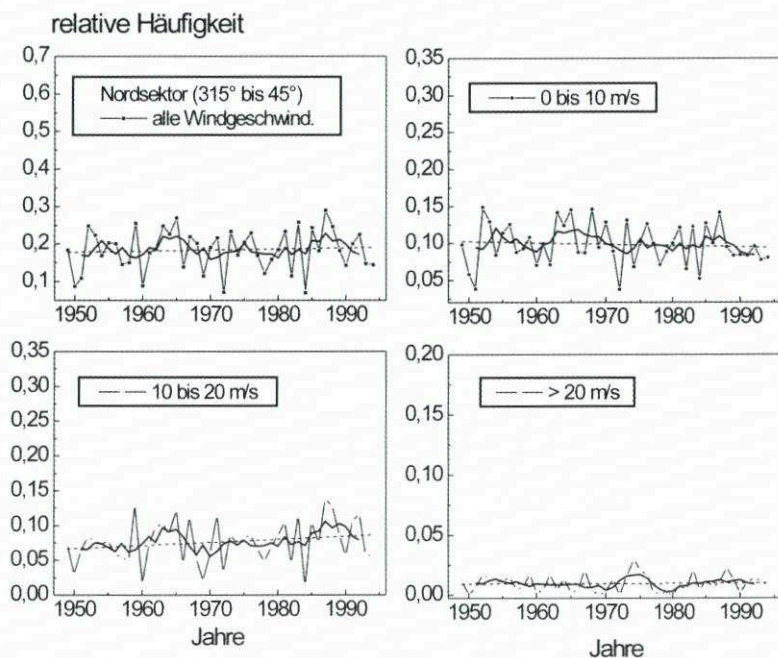 relative Häufigkeit
0,7
0,6
0,5
0,4
0,3
0,2
0,1
Nordsektor (315° bis 45°)
alle Windgeschwind.
1950 1960 1970 1980 1990
0,35
0,30
0,25
0,20
0,15
0,10
0,05
0 bis 10 m/s
1950 1960 1970 1980 1990
0,35
0,30
0,25
0,20
0,15
0,10
0,05
0,00
10 bis 20 m/s
1950 1960 1970 1980 1990
Jahre
0,20
0,15
0,10
0,05
0,00
> 20 m/s
1950 1960 1970 1980 1990
Jahre